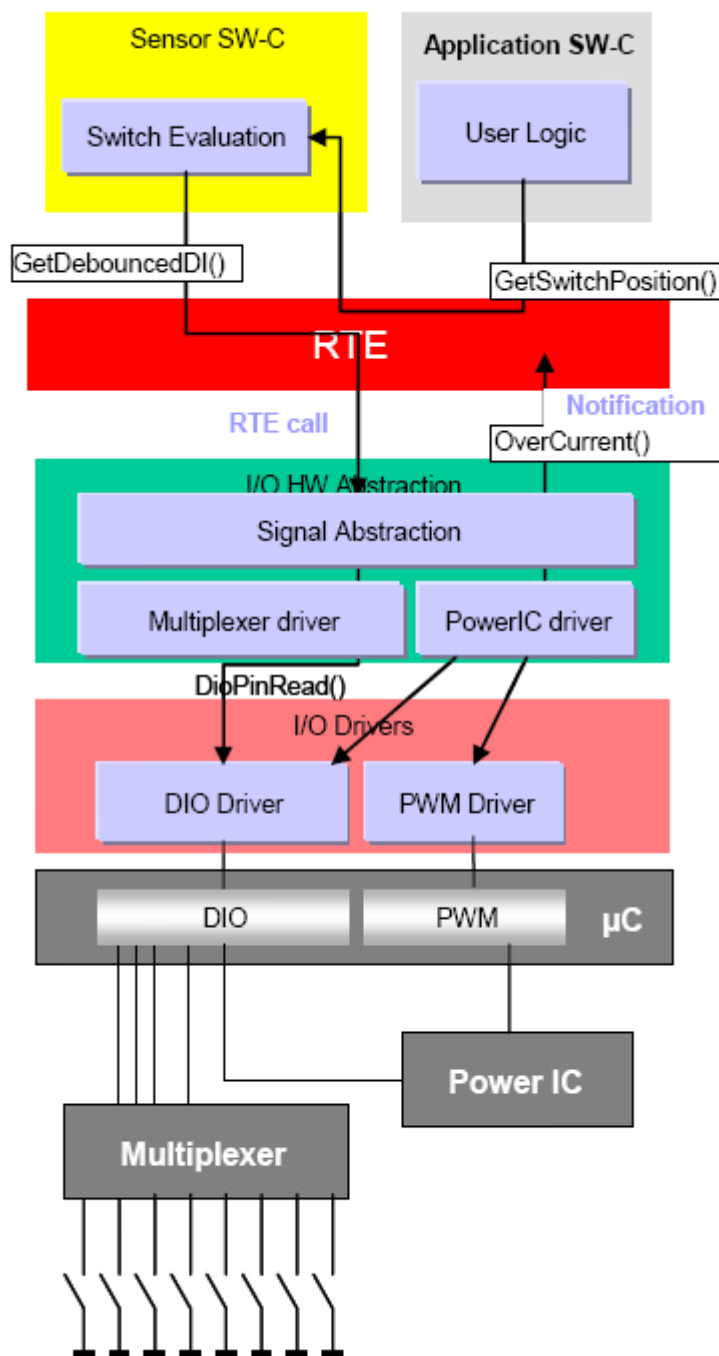 Sensor SW-C
Application SW-C
Switch Evaluation
User Logic
GetDebouncedDI()
GetSwitchPosition()
RTE
RTE call
Notification
OverCurrent()
I/O HW Abstraction
Signal Abstraction
Multiplexer driver
PowerIC driver
DioPinRead()
I/O Drivers
DIO Driver
PWM Driver
DIO
PWM
µC
Power IC
Multiplexer